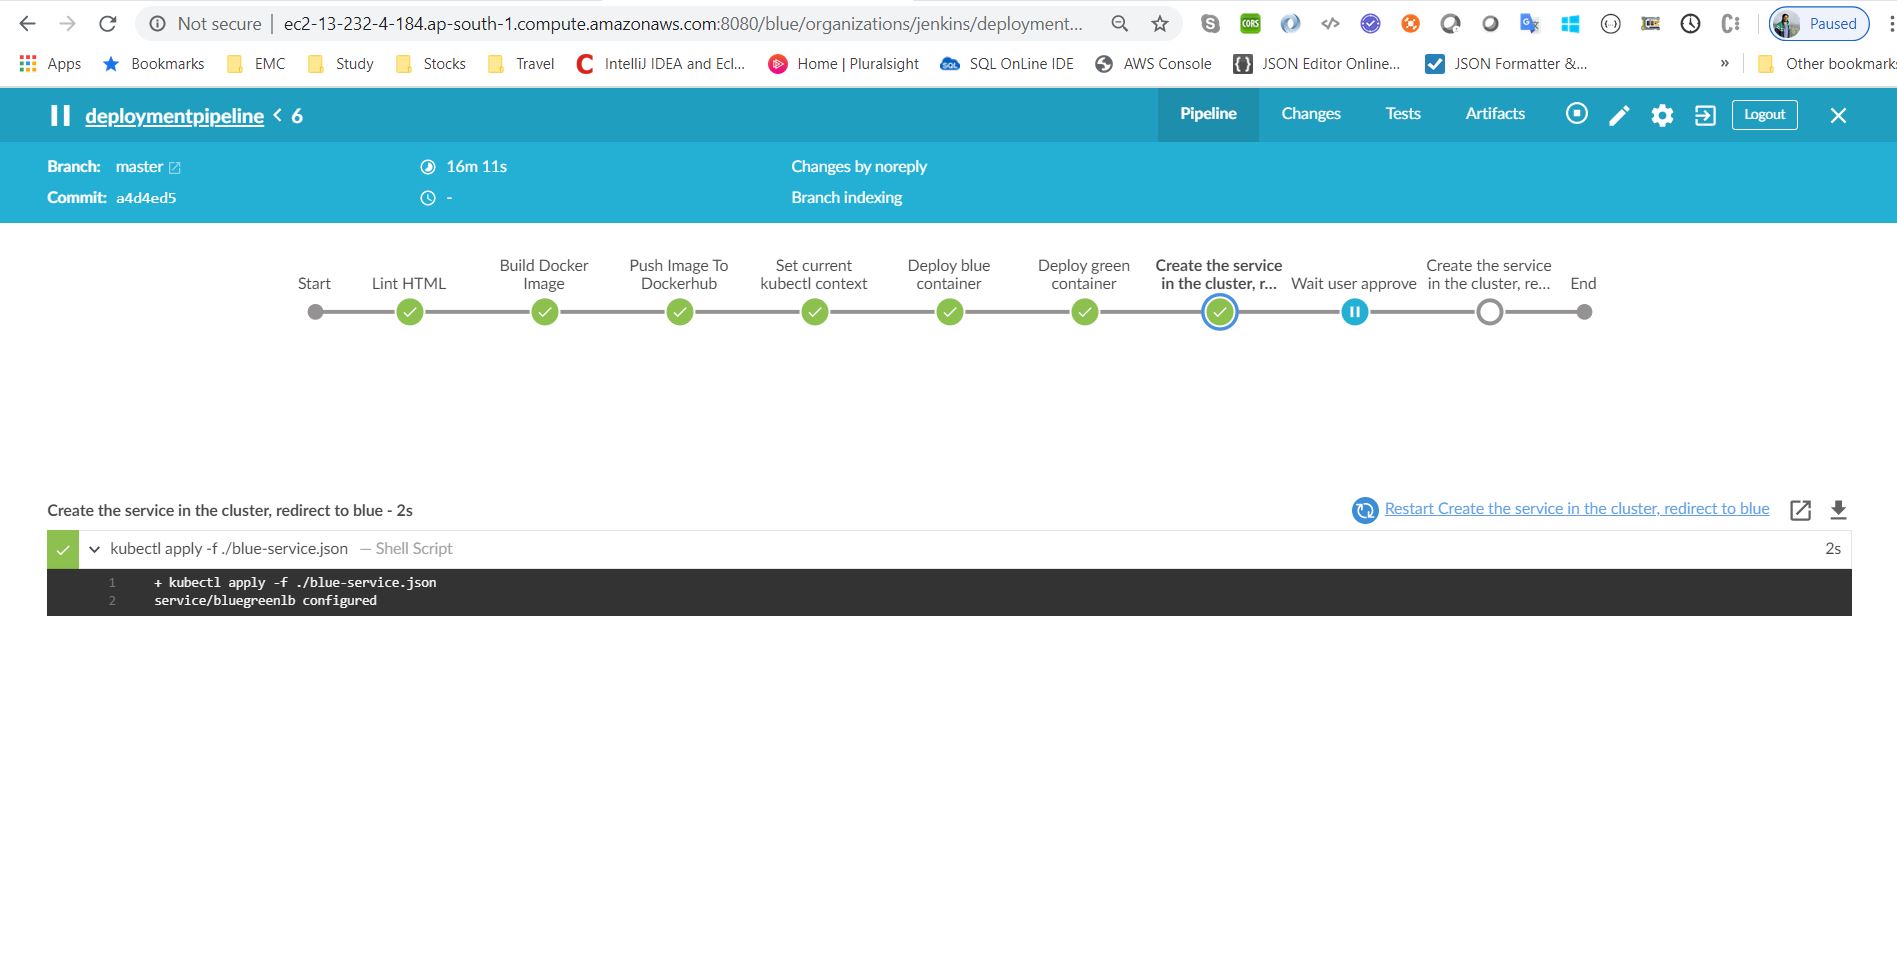 Not secure | ec2-13-232-4-184.ap-south-1.compute.amazonaws.com:8080/blue/organizations/jenkins/deployment...
CORS
Paused
Apps Bookmarks EMC Study Stocks Travel IntelliJ IDEA and Ecl... Home | Pluralsight SQL OnLine IDE AWS Console JSON Editor Online... JSON Formatter &... » Other bookmarks
deploymentpipeline < 6
Pipeline Changes Tests Artifacts Logout
Branch: master 16m 11s Changes by noreply
Commit: a4d4ed5 - Branch indexing
Start
Lint HTML
Build Docker
Image
Push Image To
Dockerhub
Set current
kubectl context
Deploy blue
container
Deploy green
container
Create the service
in the cluster, r...
Wait user approve
Create the service
in the cluster, re...
End
Create the service in the cluster, redirect to blue - 2s
Restart Create the service in the cluster, redirect to blue
kubectl apply -f ./blue-service.json — Shell Script 2s
1 + kubectl apply -f ./blue-service.json
2 service/bluegreenlb configured